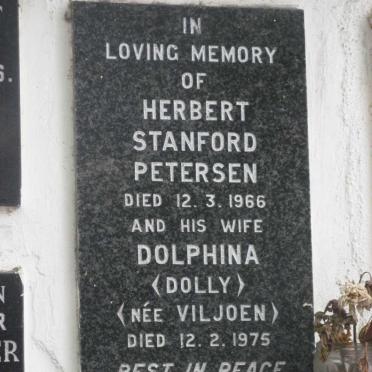 IN
LOVING MEMORY
OF
HERBERT
STANFORD
PETERSEN
DIED 12.3.1966
AND HIS WIFE
DOLPHINA
(DOLLY)
(NÉE VILJOEN)
DIED 12.2.1975
REST IN PEACE